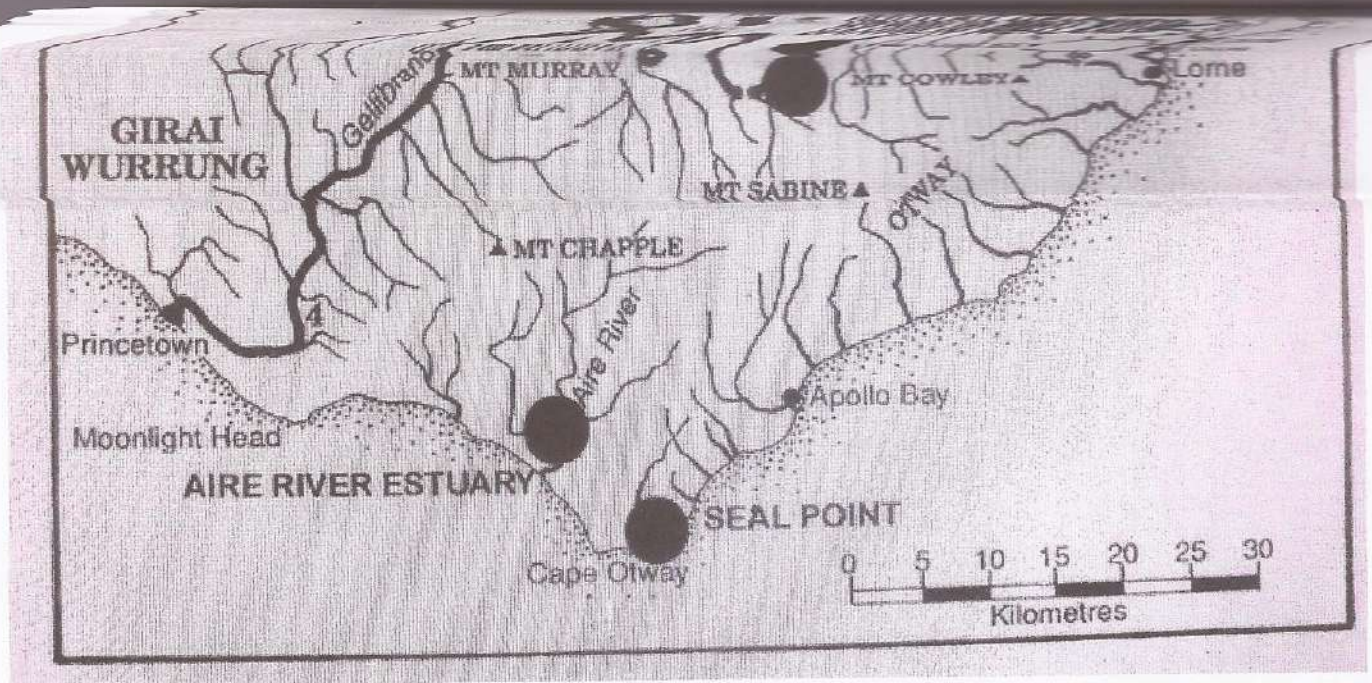 Gellibrand
MT MURRAY
MT COWLEY
Lorne
GIRAI
WURRUNG
MT SABINE
OTWAY
MT CHAPPLE
4
Aire River
Princetown
Apollo Bay
Moonlight Head
AIRE RIVER ESTUARY
SEAL POINT
Cape Otway
0 5 10 15 20 25 30
Kilometres